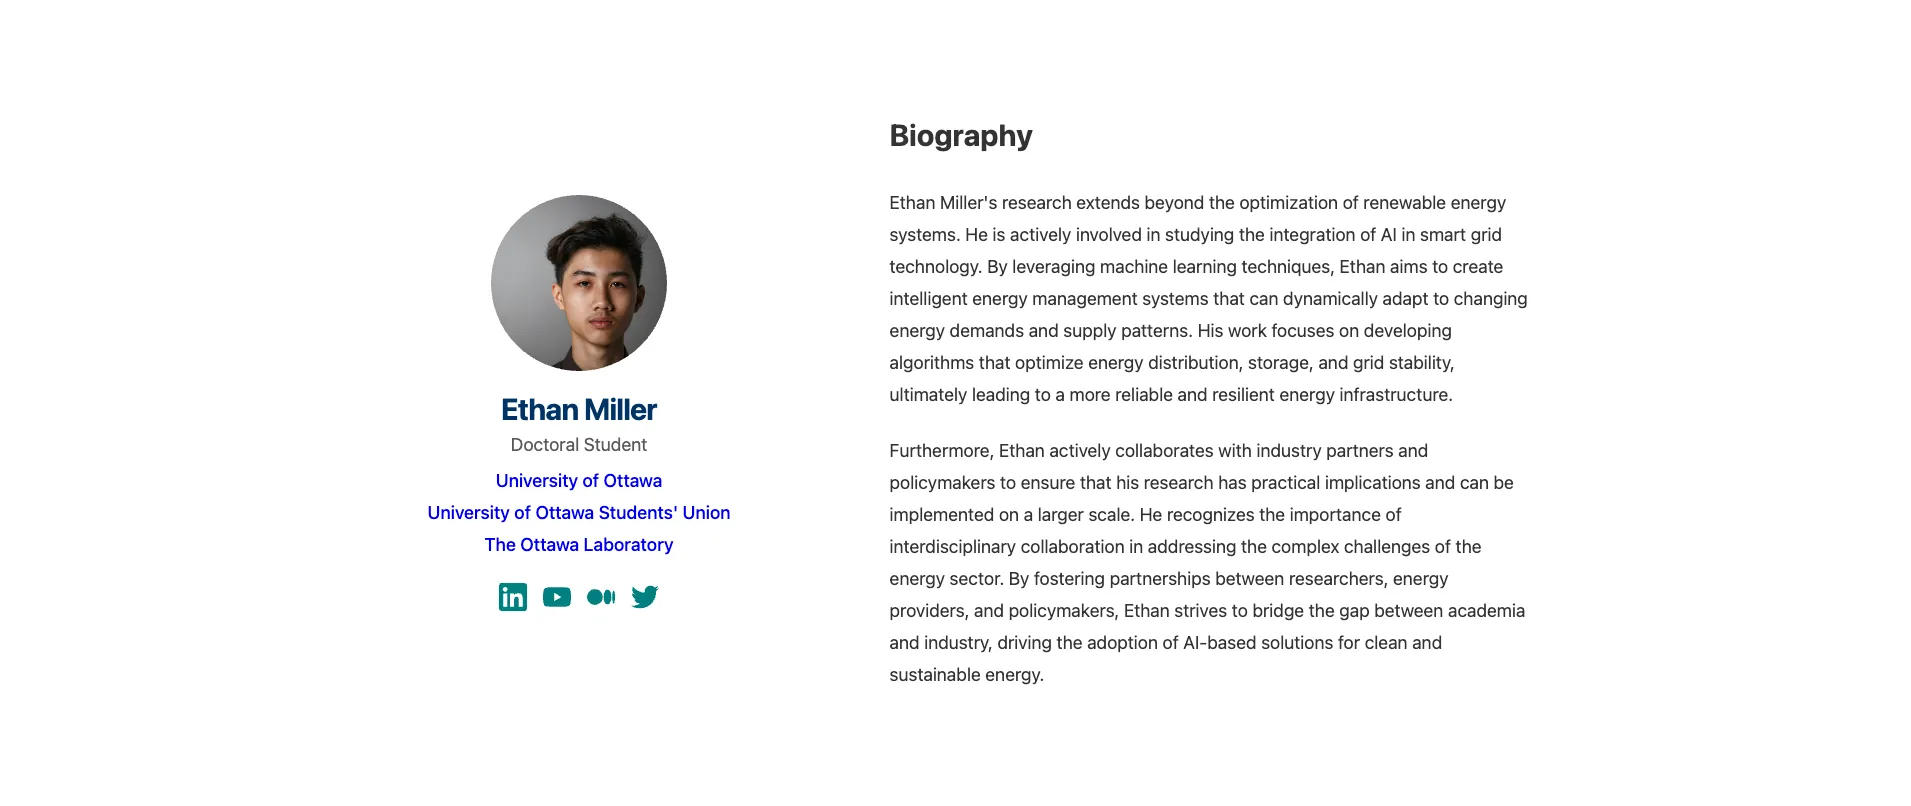 Ethan Miller
Doctoral Student
University of Ottawa
University of Ottawa Students' Union
The Ottawa Laboratory
in
Biography
Ethan Miller's research extends beyond the optimization of renewable energy
systems. He is actively involved in studying the integration of AI in smart grid
technology. By leveraging machine learning techniques, Ethan aims to create
intelligent energy management systems that can dynamically adapt to changing
energy demands and supply patterns. His work focuses on developing
algorithms that optimize energy distribution, storage, and grid stability,
ultimately leading to a more reliable and resilient energy infrastructure.
Furthermore, Ethan actively collaborates with industry partners and
policymakers to ensure that his research has practical implications and can be
implemented on a larger scale. He recognizes the importance of
interdisciplinary collaboration in addressing the complex challenges of the
energy sector. By fostering partnerships between researchers, energy
providers, and policymakers, Ethan strives to bridge the gap between academia
and industry, driving the adoption of AI-based solutions for clean and
sustainable energy.